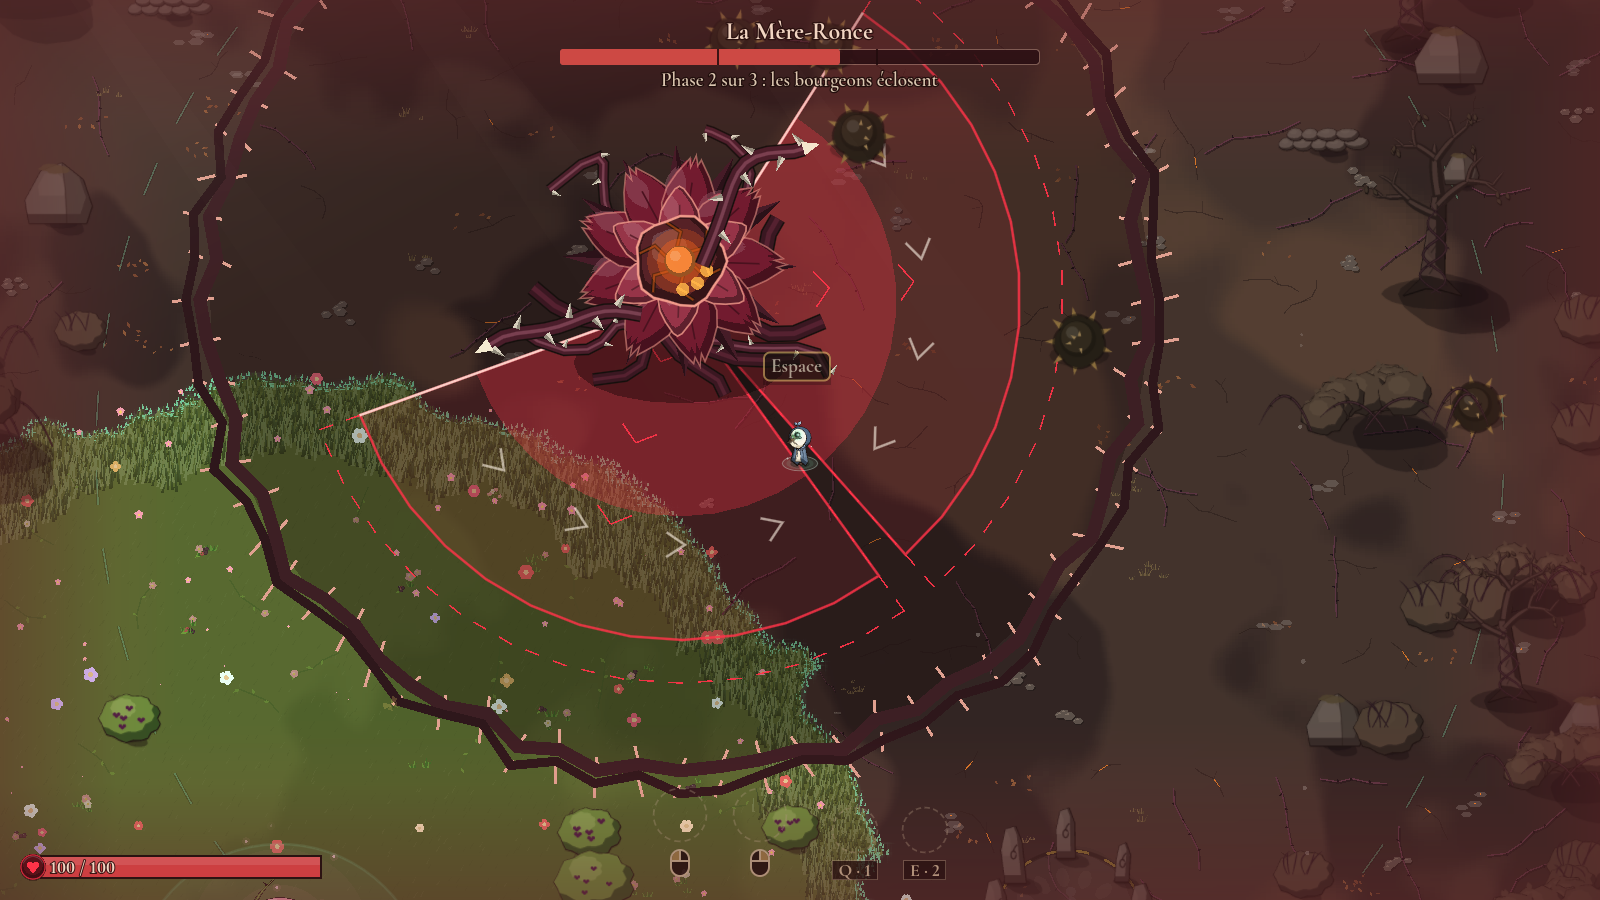 La Mère-Ronce
Phase 2 sur 3 : les bourgeons éclosent
Espace
100 / 100
Q · 1
E · 2